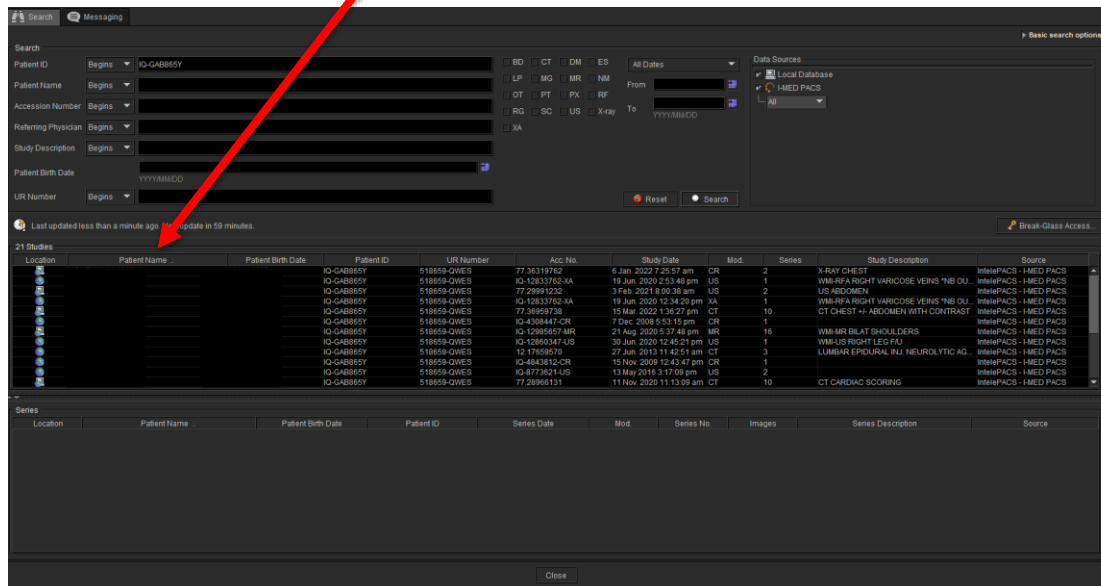 Search Messaging
Basic search options
Search
Patient ID Begins IQ-GAB865Y BD CT DM ES All Dates Data Sources
Local Database
Patient Name Begins LP MG MR NM From I-MED PACS
OT PT PX RF All
Accession Number Begins RG SC US X-ray To YYYY/MM/DD
Referring Physician Begins XA
Study Description Begins
Patient Birth Date
YYYY/MM/DD
UR Number Begins Reset Search
Last updated less than a minute ago. update in 59 minutes. Break-Glass Access...
21 Studies
Location Patient Name Patient Birth Date Patient ID UR Number Acc. No. Study Date Mod. Series Study Description Source
IQ-GAB865Y 518659-QWES 77.36319762 6 Jan. 2022 7:25:57 am CR 2 X-RAY CHEST IntelePACS - I-MED PACS
IQ-GAB865Y 518659-QWES IQ-12833762-XA 19 Jun. 2020 2:53:48 pm US 1 WMI-RFA RIGHT VARICOSE VEINS *NB OU... IntelePACS - I-MED PACS
IQ-GAB865Y 518659-QWES 77.29991232 3 Feb. 2021 8:00:38 am US 2 US ABDOMEN IntelePACS - I-MED PACS
IQ-GAB865Y 518659-QWES IQ-12833762-XA 19 Jun. 2020 12:34:20 pm XA 1 WMI-RFA RIGHT VARICOSE VEINS *NB OU... IntelePACS - I-MED PACS
IQ-GAB865Y 518659-QWES 77.36959738 15 Mar. 2022 1:36:27 pm CT 10 CT CHEST +/- ABDOMEN WITH CONTRAST IntelePACS - I-MED PACS
IQ-GAB865Y 518659-QWES IQ-4308447-CR 7 Dec. 2008 5:53:15 pm CR 1 IntelePACS - I-MED PACS
IQ-GAB865Y 518659-QWES IQ-12985657-MR 21 Aug. 2020 5:37:48 pm MR 16 WMI-MR BILAT SHOULDERS IntelePACS - I-MED PACS
IQ-GAB865Y 518659-QWES IQ-12860347-US 30 Jun. 2020 12:45:21 pm US 1 WMI-US RIGHT LEG F/U IntelePACS - I-MED PACS
IQ-GAB865Y 518659-QWES 12.17659570 27 Jun. 2013 11:42:51 am CT 3 LUMBAR EPIDURAL INJ. NEUROLYTIC AG... IntelePACS - I-MED PACS
IQ-GAB865Y 518659-QWES IQ-4843812-CR 15 Nov. 2009 12:43:47 pm CR 1 IntelePACS - I-MED PACS
IQ-GAB865Y 518659-QWES IQ-8773621-US 13 May 2016 3:17:09 pm US 2 IntelePACS - I-MED PACS
IQ-GAB865Y 518659-QWES 77.28966131 11 Nov. 2020 11:13:09 am CT 10 CT CARDIAC SCORING IntelePACS - I-MED PACS
Series
Location Patient Name Patient Birth Date Patient ID Series Date Mod. Series No. Images Series Description Source
Close